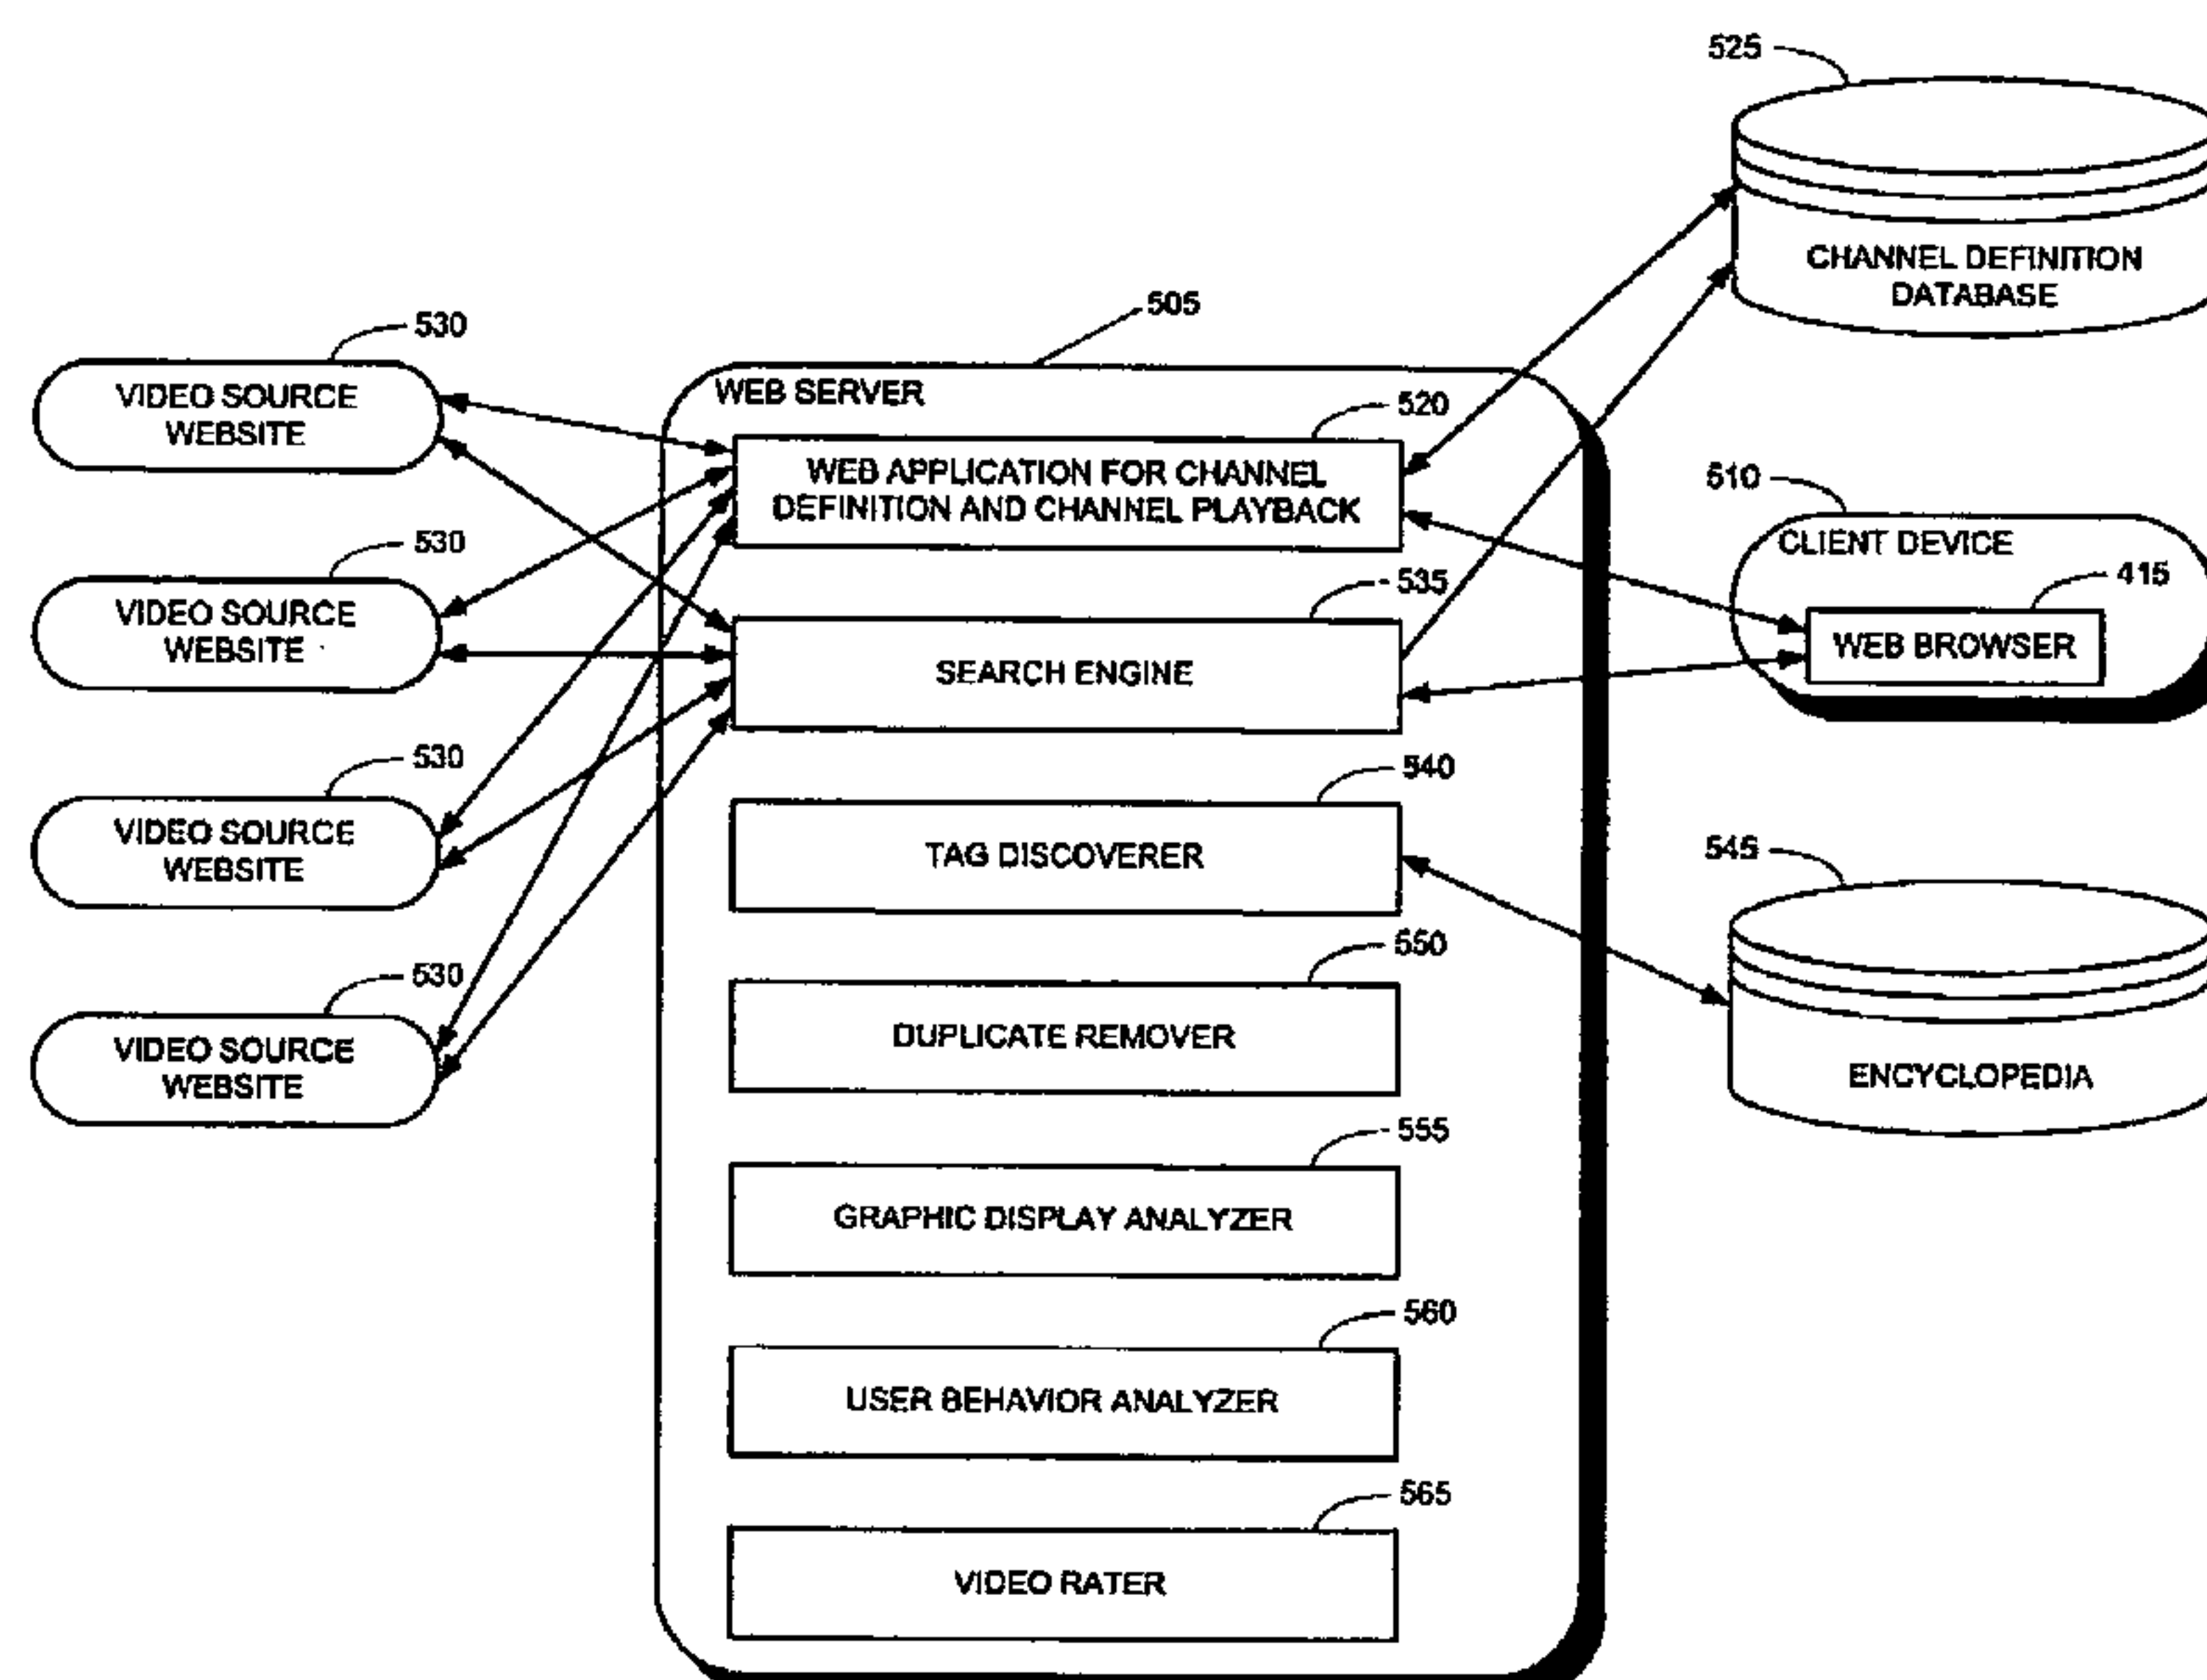 525
CHANNEL DEFINITION
DATABASE
505
530
VIDEO SOURCE
WEBSITE
WEB SERVER
520
WEB APPLICATION FOR CHANNEL
DEFINITION AND CHANNEL PLAYBACK
510
CLIENT DEVICE
415
WEB BROWSER
530
VIDEO SOURCE
WEBSITE
535
SEARCH ENGINE
530
VIDEO SOURCE
WEBSITE
540
TAG DISCOVERER
545
ENCYCLOPEDIA
530
VIDEO SOURCE
WEBSITE
550
DUPLICATE REMOVER
555
GRAPHIC DISPLAY ANALYZER
560
USER BEHAVIOR ANALYZER
565
VIDEO RATER